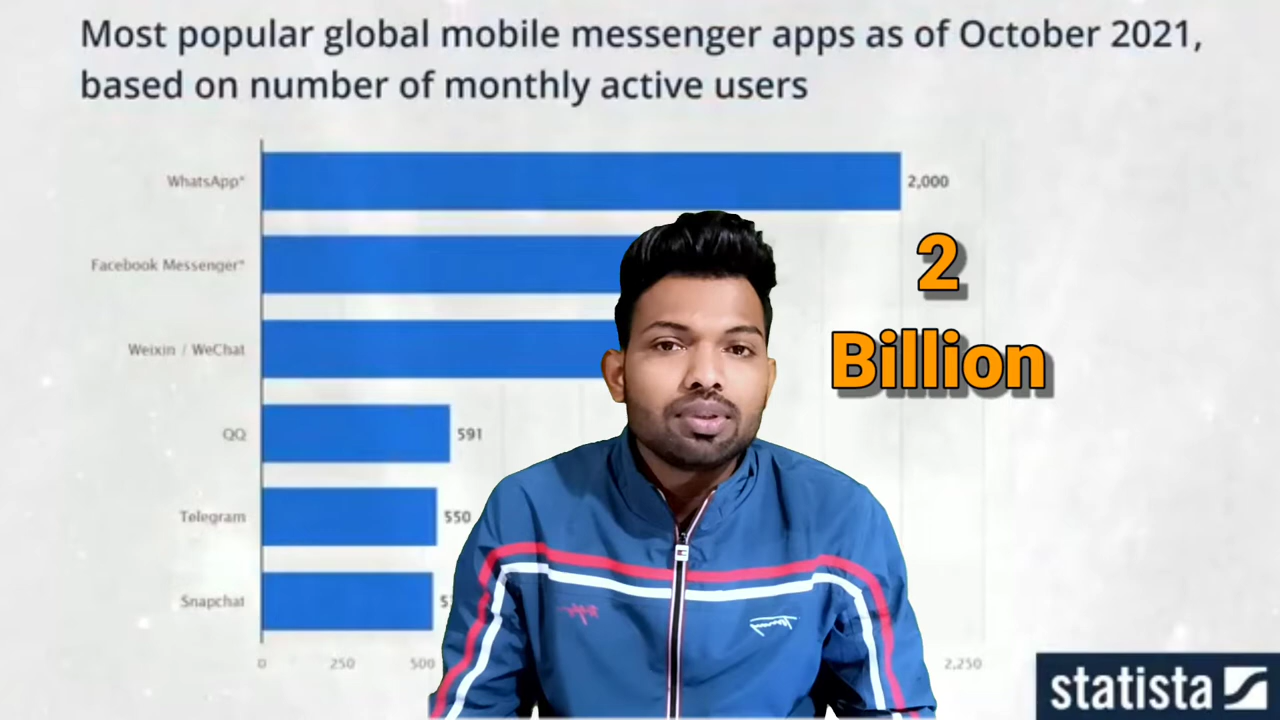 Most popular global mobile messenger apps as of October 2021,
based on number of monthly active users
WhatsApp* 2,000
Facebook Messenger*
2
Billion
Weixin / WeChat
QQ 591
Telegram 550
Snapchat
0 250 500 2,250
statista